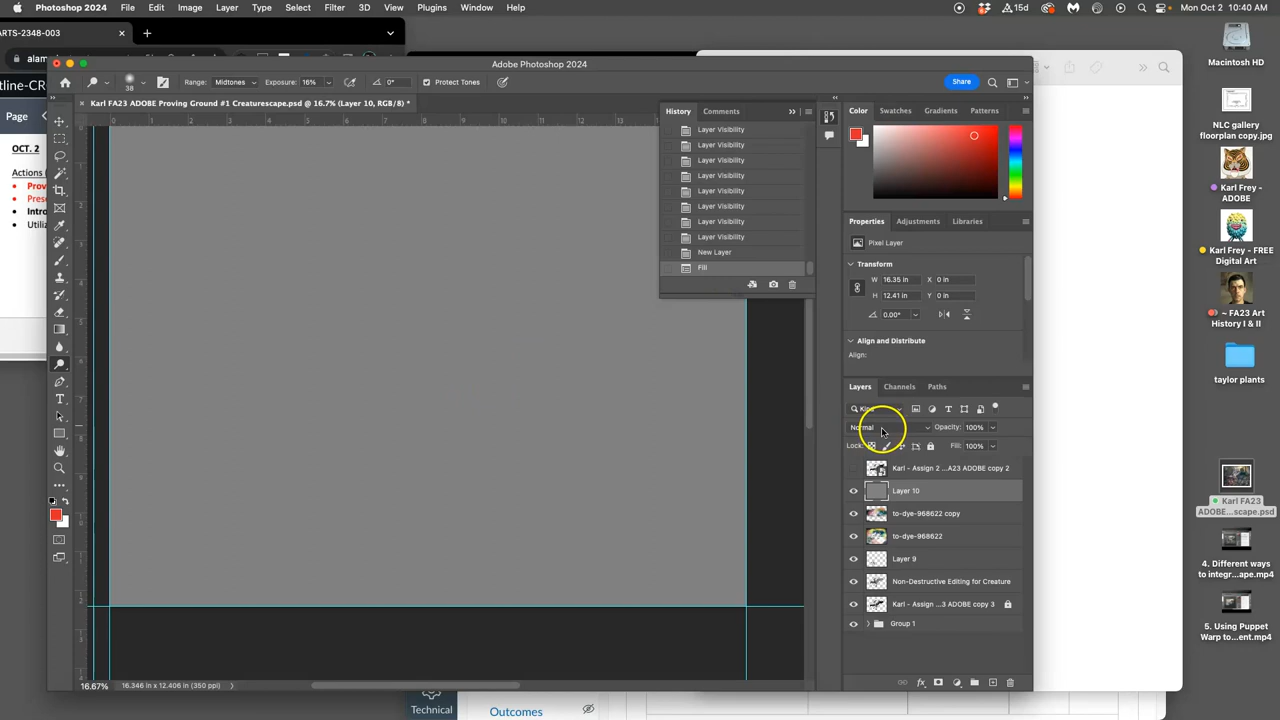 Photoshop 2024 File Edit Image Layer Type Select Filter 3D View Plugins Window Help 15d Mon Oct 2 10:40 AM
ARTS-2348-003
Adobe Photoshop 2024
38 Range: Midtones Exposure: 16% 0° Protect Tones Share
Karl FA23 ADOBE Proving Ground #1 Creaturescape.psd @ 16.7% (Layer 10, RGB/8) *
Page
OCT. 2
Actions
History Comments
Layer Visibility
Layer Visibility
Layer Visibility
Layer Visibility
Layer Visibility
Layer Visibility
Layer Visibility
Layer Visibility
New Layer
Fill
Color Swatches Gradients Patterns
Properties Adjustments Libraries
Pixel Layer
Transform
W 16.35 in X 0 in
H 12.41 in Y 0 in
0.00°
Align and Distribute
Align:
Layers Channels Paths
Normal Opacity: 100%
Lock: Fill: 100%
Karl - Assign 2 ...A23 ADOBE copy 2
Layer 10
to-dye-968622 copy
to-dye-968622
Layer 9
Non-Destructive Editing for Creature
Karl - Assign ...3 ADOBE copy 3
Group 1
16.67% 16.346 in x 12.406 in (350 ppi)
Technical
Outcomes
Macintosh HD
NLC gallery
floorplan copy.jpg
Karl Frey -
ADOBE
Karl Frey - FREE
Digital Art
~ FA23 Art
History I & II
taylor plants
Karl FA23
ADOBE...scape.psd
4. Different ways
to integr...ape.mp4
5. Using Puppet
Warp to...ent.mp4